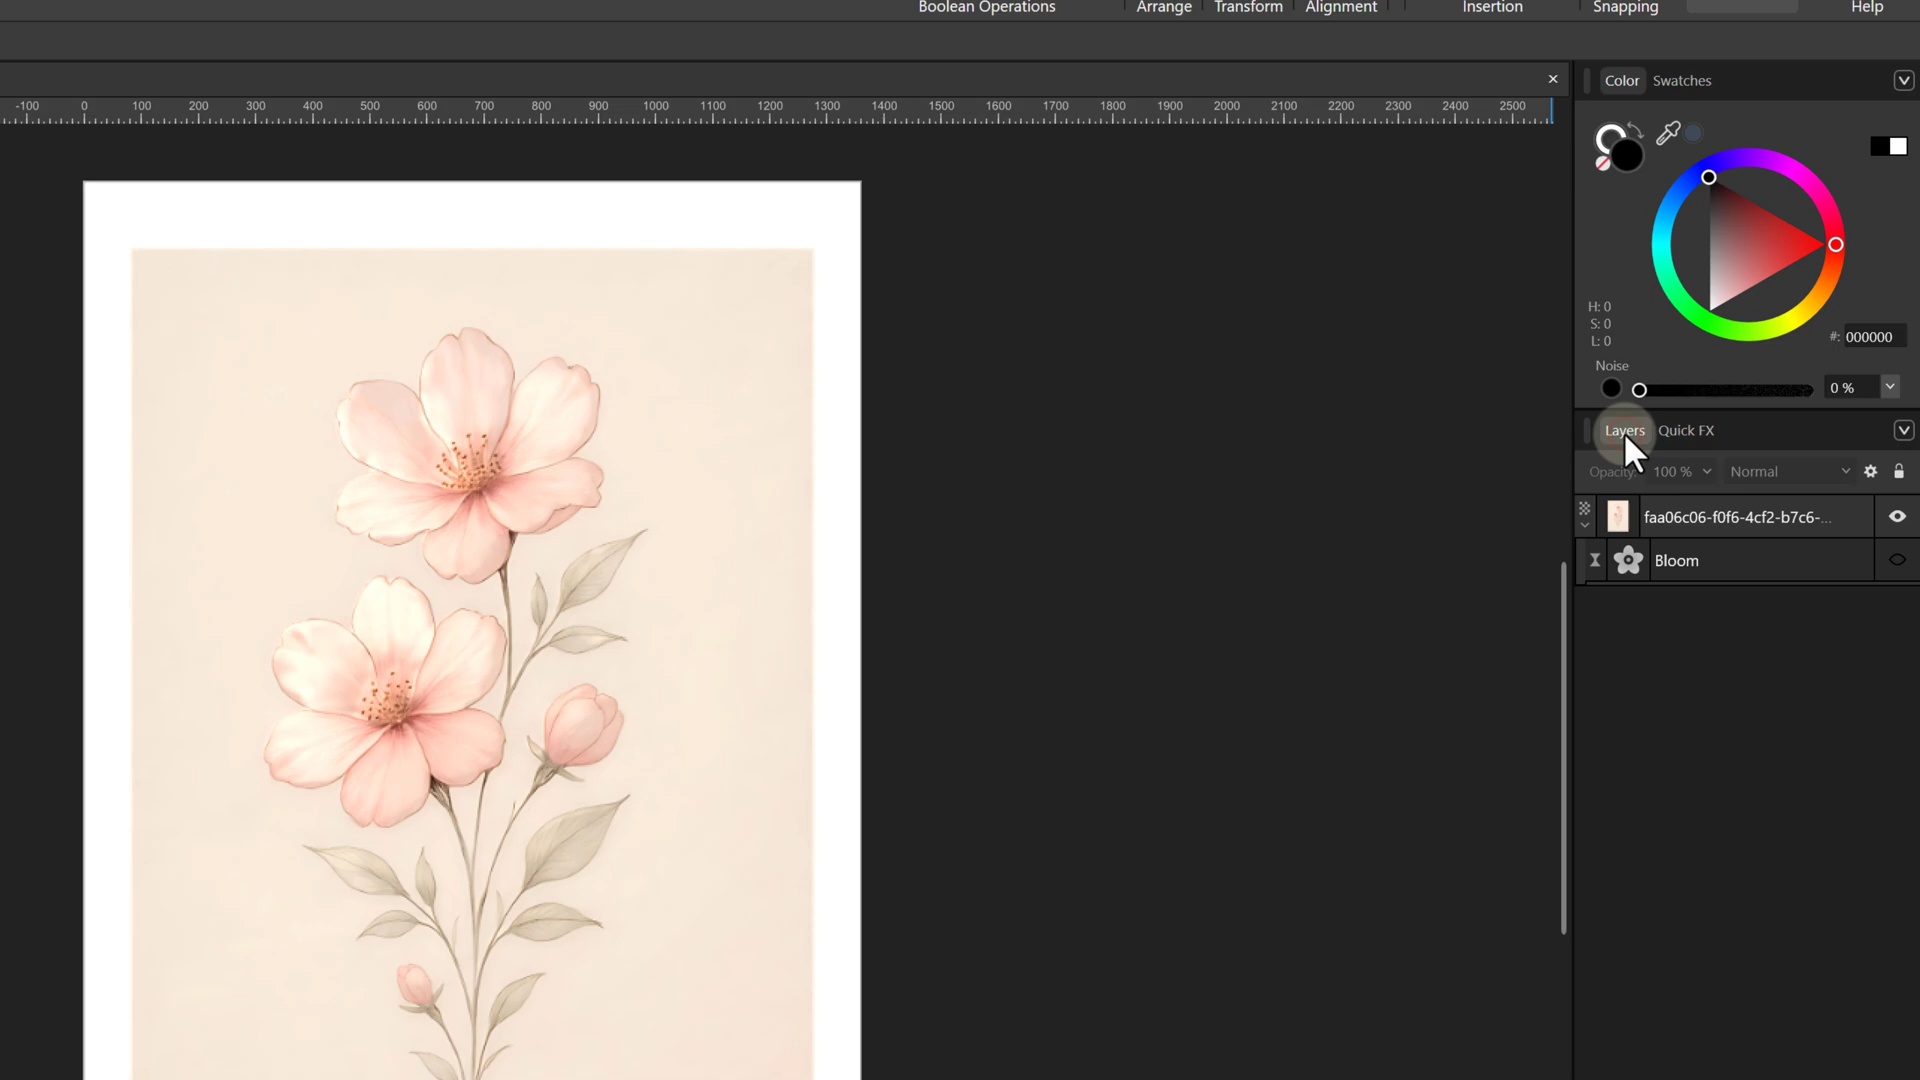 Boolean Operations Arrange Transform Alignment Insertion Snapping Help
Color Swatches
-100 0 100 200 300 400 500 600 700 800 900 1000 1100 1200 1300 1400 1500 1600 1700 1800 1900 2000 2100 2200 2300 2400 2500
H: 0
S: 0
L: 0
#: 000000
Noise
0 %
Layers Quick FX
Opacity: 100 % Normal
faa06c06-f0f6-4cf2-b7c6-...
Bloom